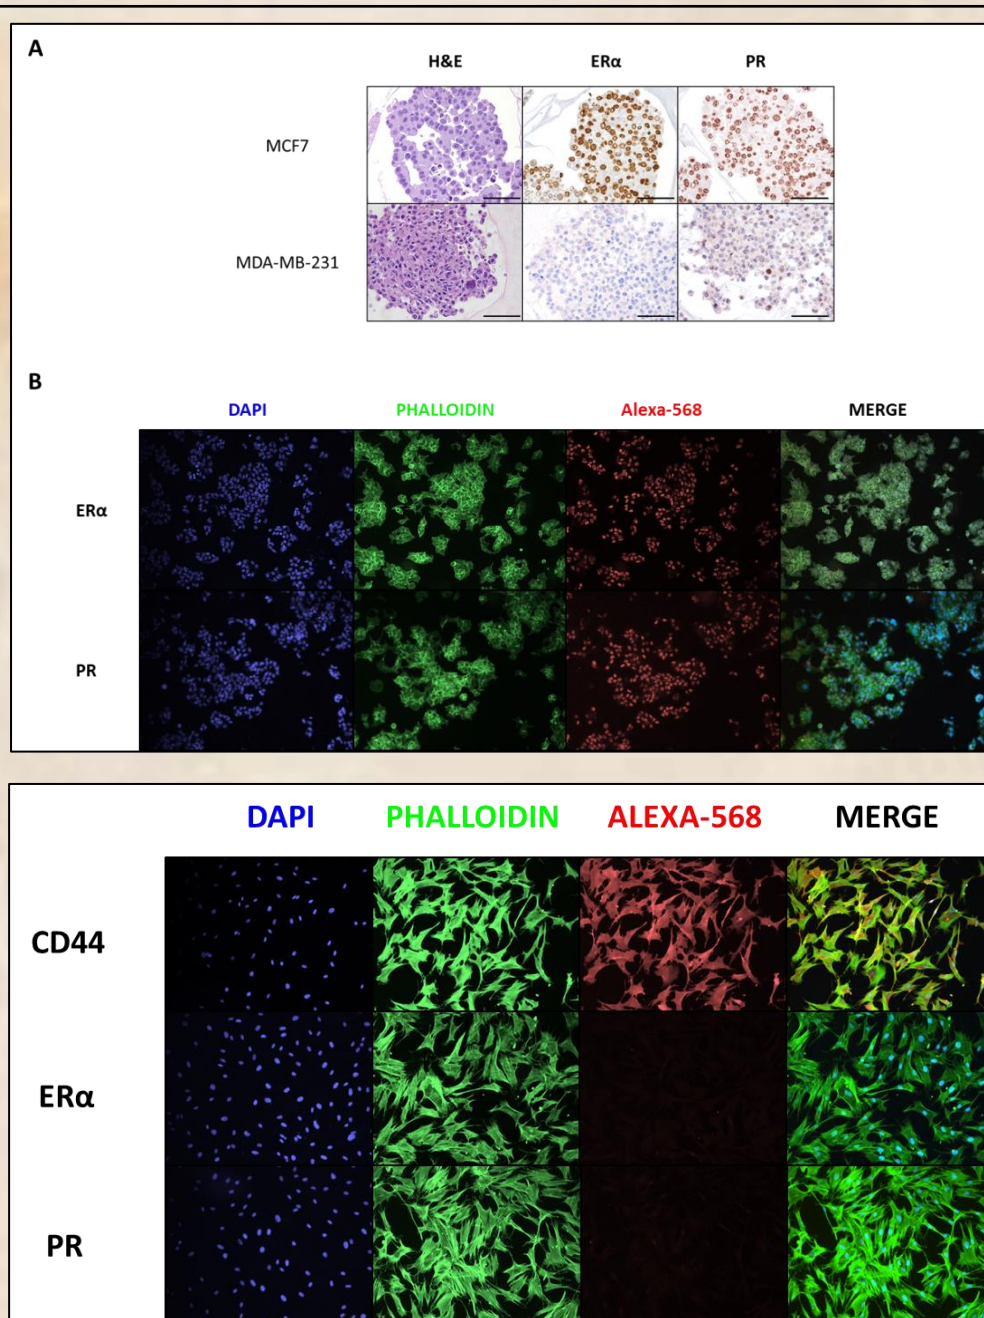 A
H&E ERα PR
MCF7
MDA-MB-231
B
DAPI PHALLOIDIN Alexa-568 MERGE
ERα
PR
DAPI PHALLOIDIN ALEXA-568 MERGE
CD44
ERα
PR